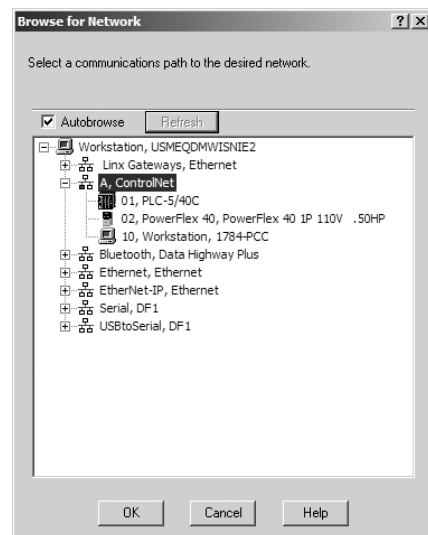 Browse for Network
Select a communications path to the desired network.
Autobrowse Refresh
Workstation, USMEQDMWISNIE2
Linx Gateways, Ethernet
A, ControlNet
01, PLC-5/40C
02, PowerFlex 40, PowerFlex 40 1P 110V .50HP
10, Workstation, 1784-PCC
Bluetooth, Data Highway Plus
Ethernet, Ethernet
EtherNet-IP, Ethernet
Serial, DF1
USBtoSerial, DF1
OK Cancel Help